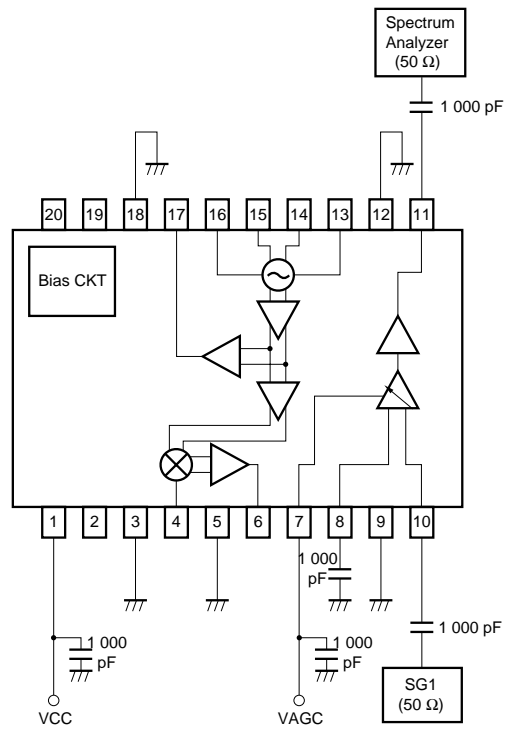 Spectrum
Analyzer
(50 Ω)
1 000 pF
20 19 18 17 16 15 14 13 12 11
Bias CKT
1 2 3 4 5 6 7 8 9 10
1 000
pF
1 000 pF
1 000
pF
1 000
pF
SG1
(50 Ω)
VCC
VAGC